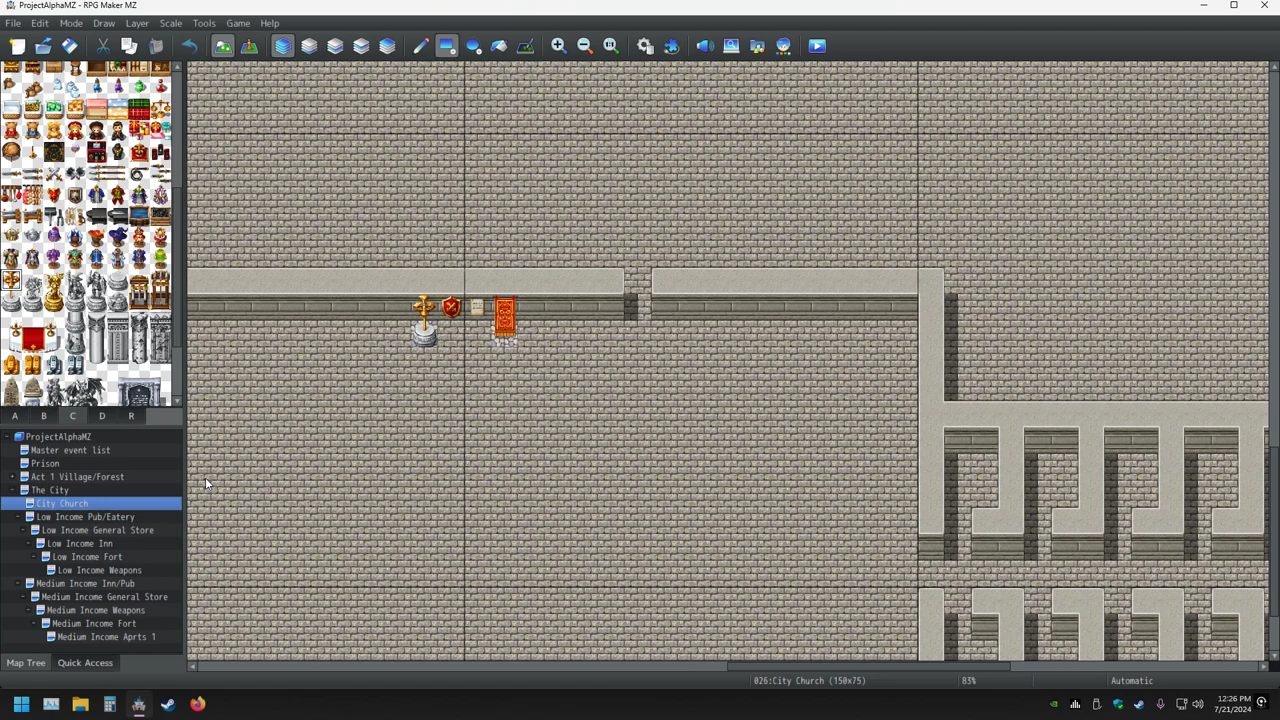 ProjectAlphaMZ - RPG Maker MZ
File Edit Mode Draw Layer Scale Tools Game Help
A B C D R
ProjectAlphaMZ
Master event list
Prison
Act 1 Village/Forest
The City
City Church
Low Income Pub/Eatery
Low Income General Store
Low Income Inn
Low Income Fort
Low Income Weapons
Medium Income Inn/Pub
Medium Income General Store
Medium Income Weapons
Medium Income Fort
Medium Income Aprts 1
Map Tree Quick Access
026:City Church (150x75) 83% Automatic
12:26 PM
7/21/2024